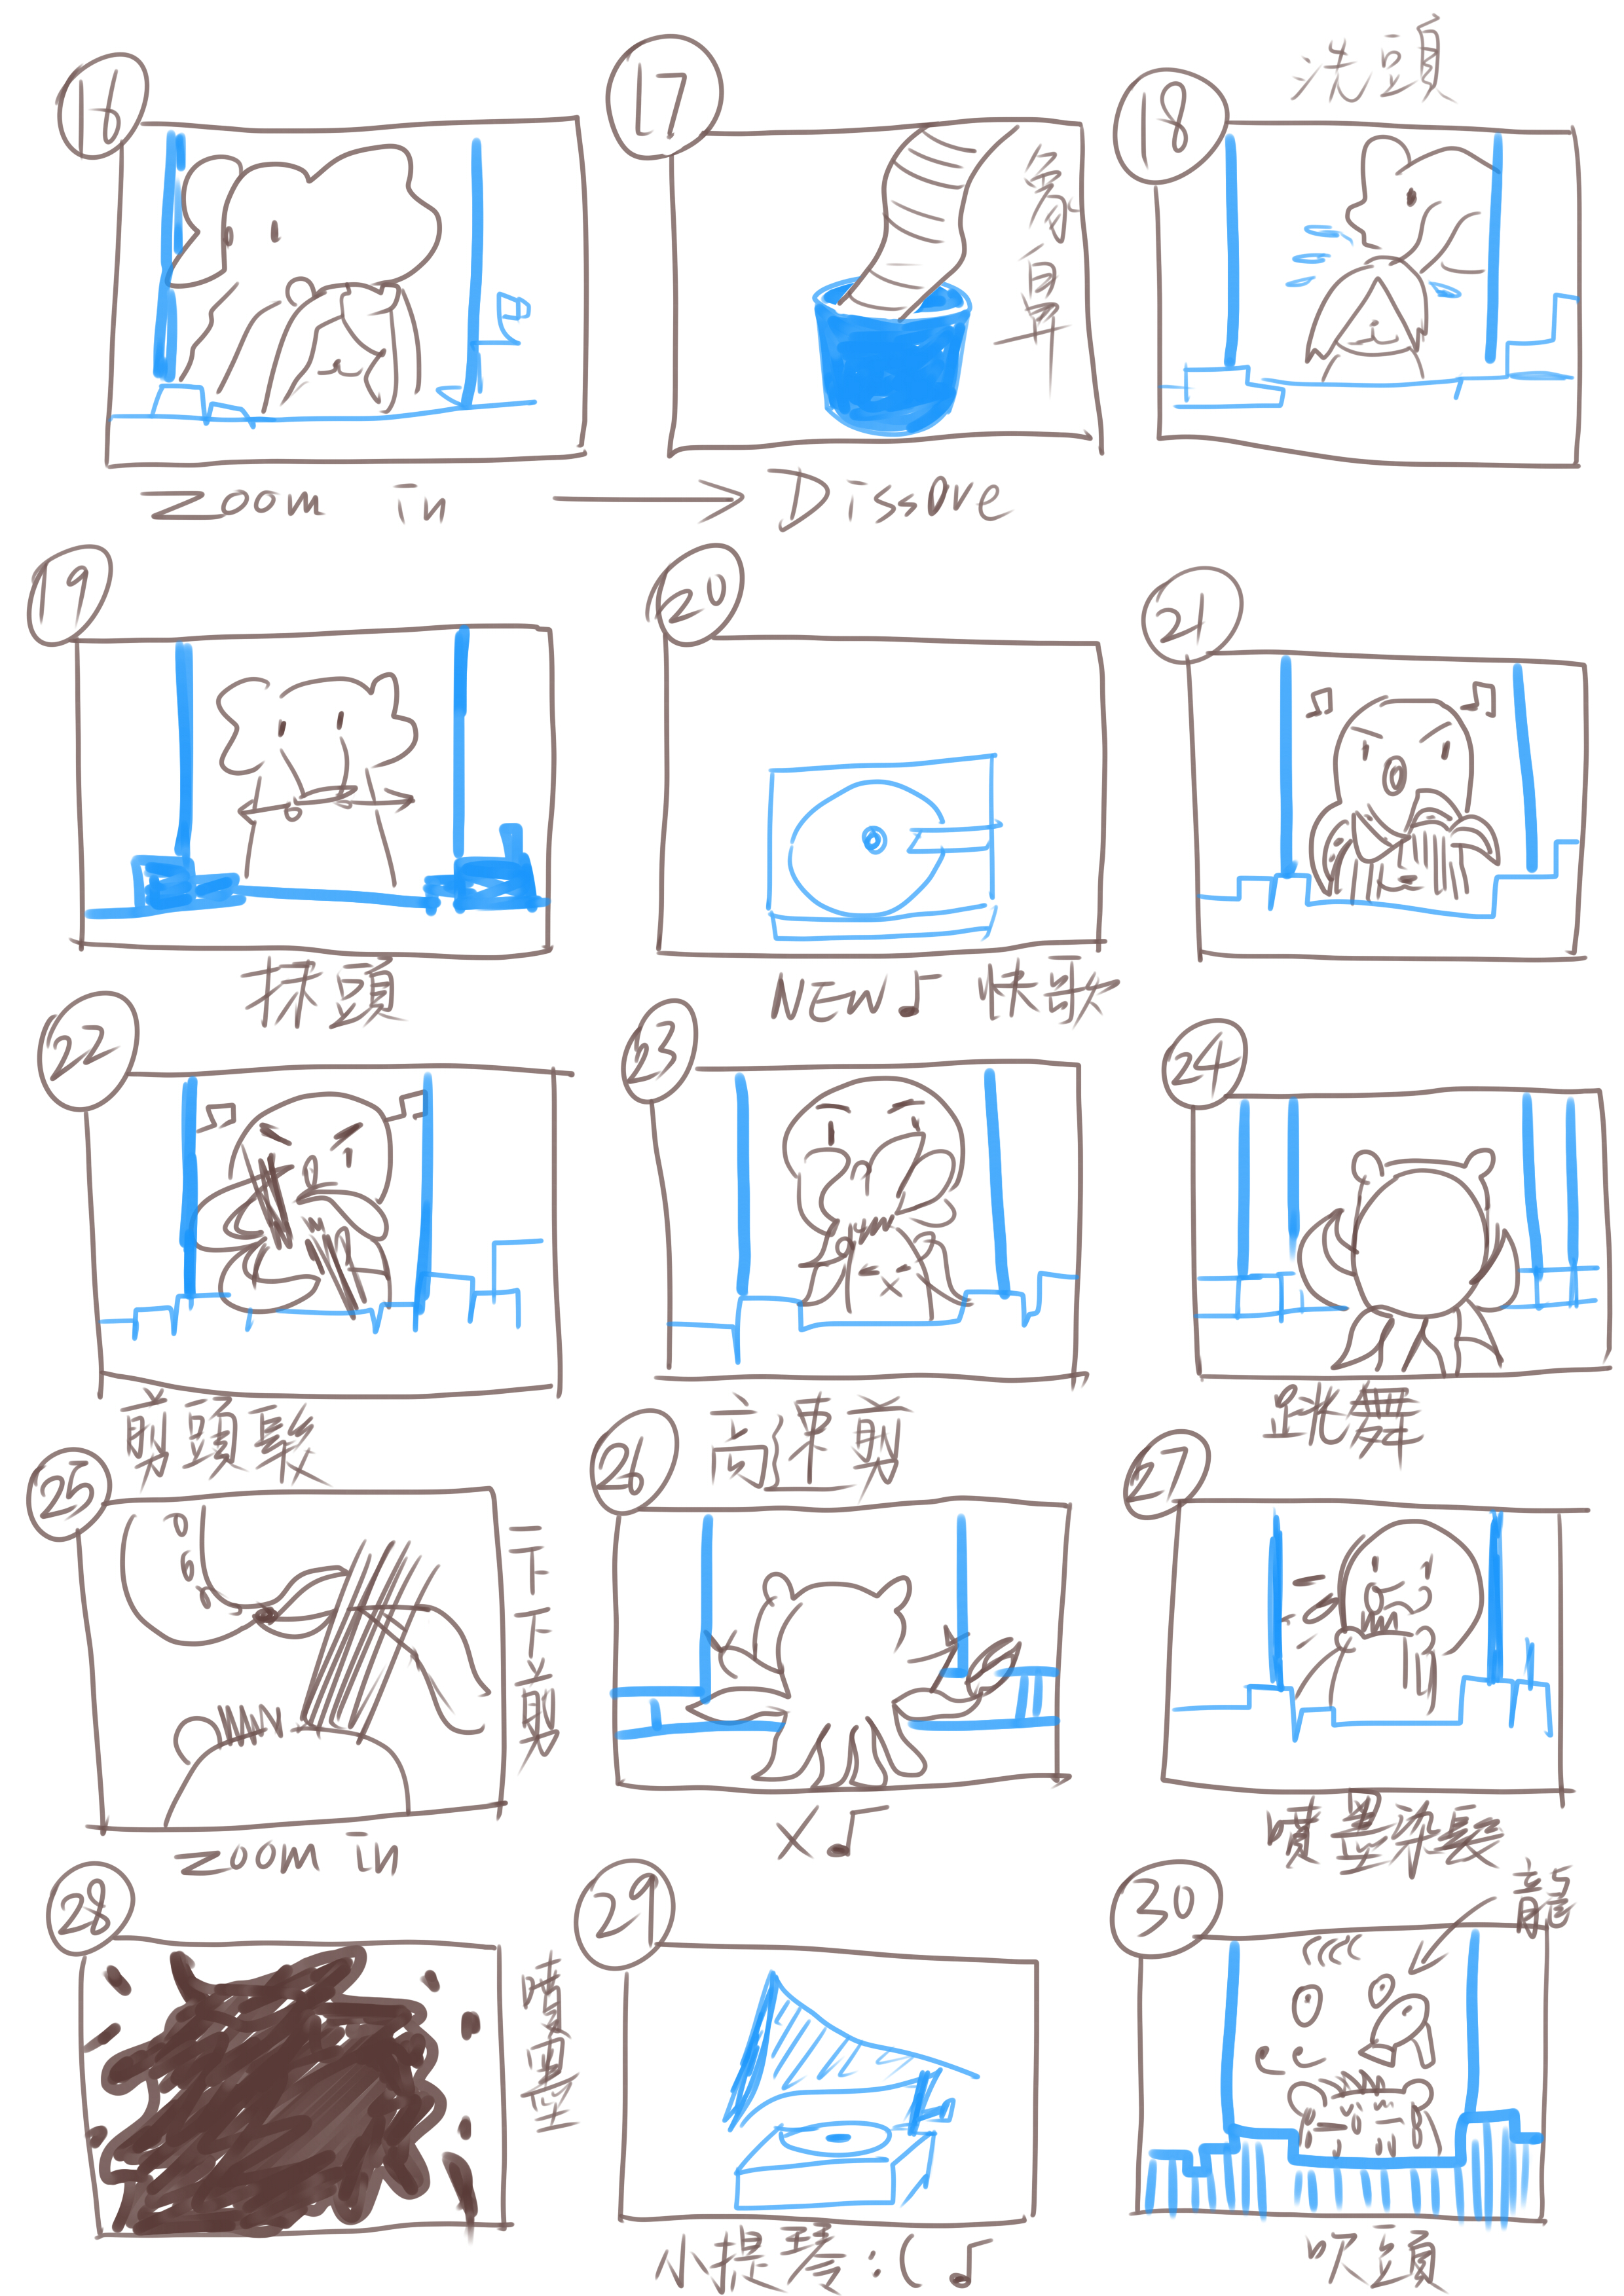 16
17
象鼻
18
洗頭
Zoom in → Dissove
19
抹頭
20
NEW♪ 快歌
21
22
剪頭髮
23
高速剪
24
跳舞
25
一下下剪
zoom in
26
X♪
27
噴墨染髮
28
噴墨
29
小提琴:(♪
30
龍
吹頭